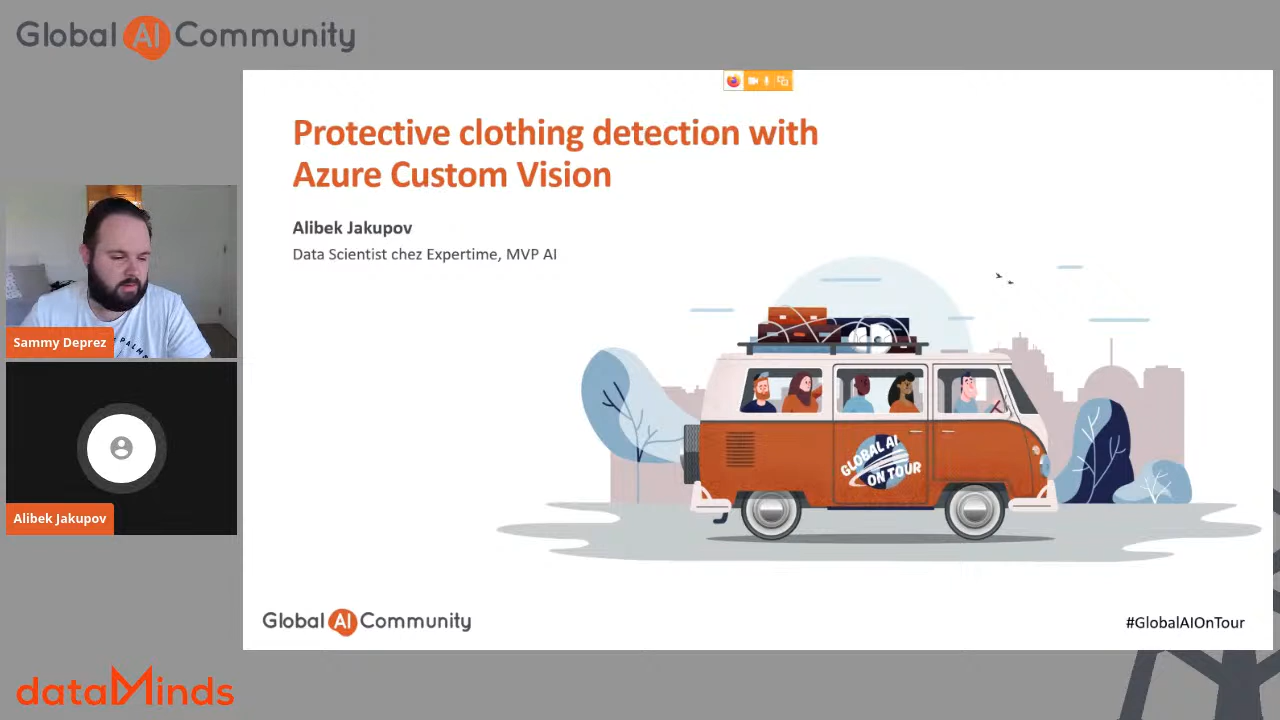 Global AI Community
Protective clothing detection with
Azure Custom Vision
Alibek Jakupov
Data Scientist chez Expertime, MVP AI
Sammy Deprez
Alibek Jakupov
GLOBAL AI
ON TOUR
Global AI Community
#GlobalAIOnTour
dataMinds